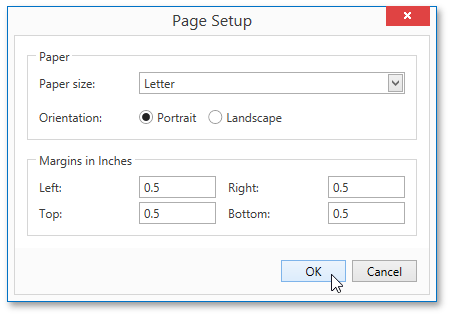 Page Setup
Paper
Paper size: Letter
Orientation: Portrait Landscape
Margins in Inches
Left: 0.5 Right: 0.5
Top: 0.5 Bottom: 0.5
OK Cancel